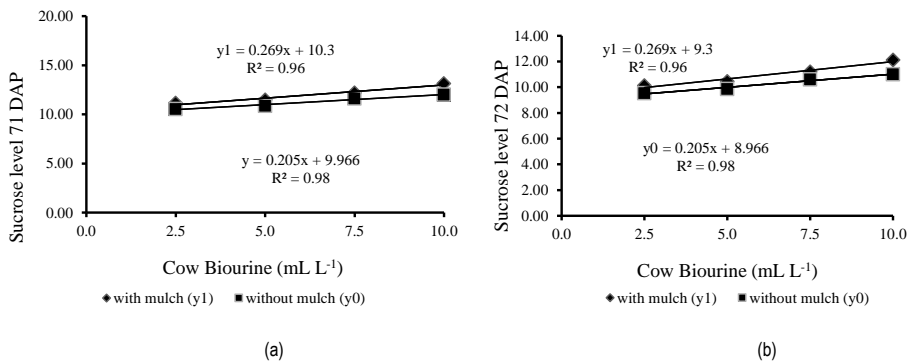 20.00
15.00
10.00
5.00
0.00
Sucrose level 71 DAP
y1 = 0.269x + 10.3
R² = 0.96
y = 0.205x + 9.966
R² = 0.98
0.0 2.5 5.0 7.5 10.0
Cow Biourine (mL L⁻¹)
with mulch (y1) without mulch (y0)
(a)
14.00
12.00
10.00
8.00
6.00
4.00
2.00
0.00
Sucrose level 72 DAP
y1 = 0.269x + 9.3
R² = 0.96
y0 = 0.205x + 8.966
R² = 0.98
0.0 2.5 5.0 7.5 10.0
Cow Biourine (mL L⁻¹)
with mulch (y1) without mulch (y0)
(b)